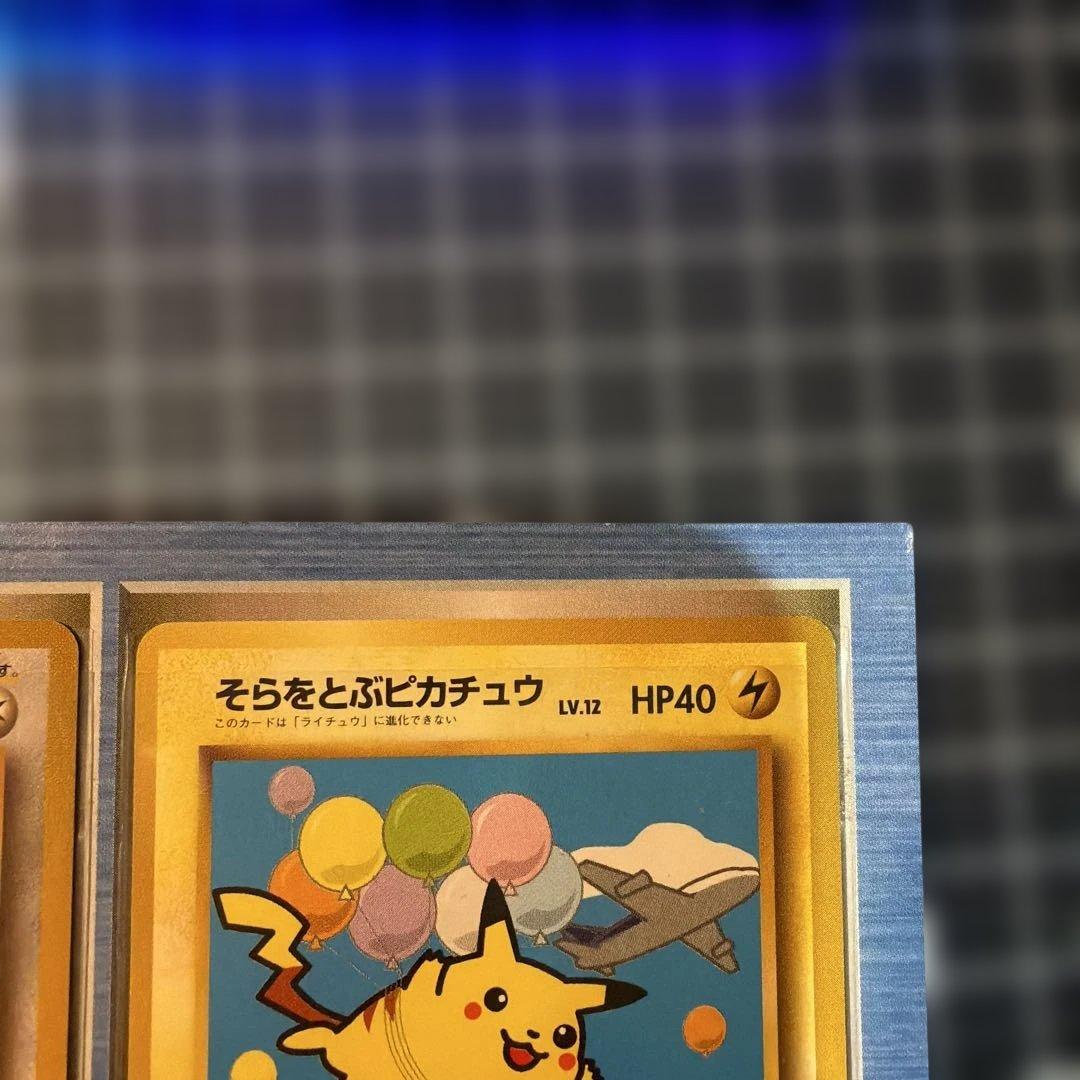 す。
そらをとぶピカチュウ LV.12 HP40
このカードは「ライチュウ」に進化できない